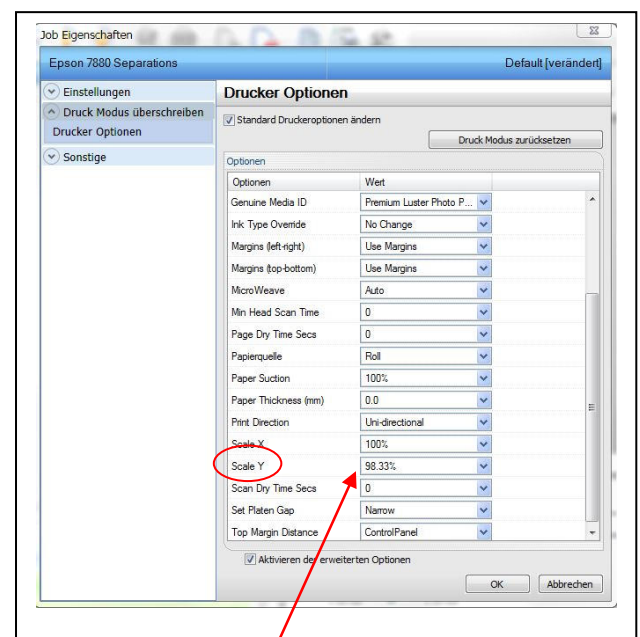 Job Eigenschaften
Epson 7880 Separations Default [verändert]
Einstellungen
Druck Modus überschreiben
Drucker Optionen
Sonstige
Drucker Optionen
Standard Druckeroptionen ändern
Druck Modus zurücksetzen
Optionen
Optionen Wert
Genuine Media ID Premium Luster Photo P...
Ink Type Override No Change
Margins (left-right) Use Margins
Margins (top-bottom) Use Margins
MicroWeave Auto
Min Head Scan Time 0
Page Dry Time Secs 0
Papierquelle Roll
Paper Suction 100%
Paper Thickness (mm) 0.0
Print Direction Uni-directional
Scale X 100%
Scale Y 98.33%
Scan Dry Time Secs 0
Set Platen Gap Narrow
Top Margin Distance ControlPanel
Aktivieren der erweiterten Optionen
OK Abbrechen